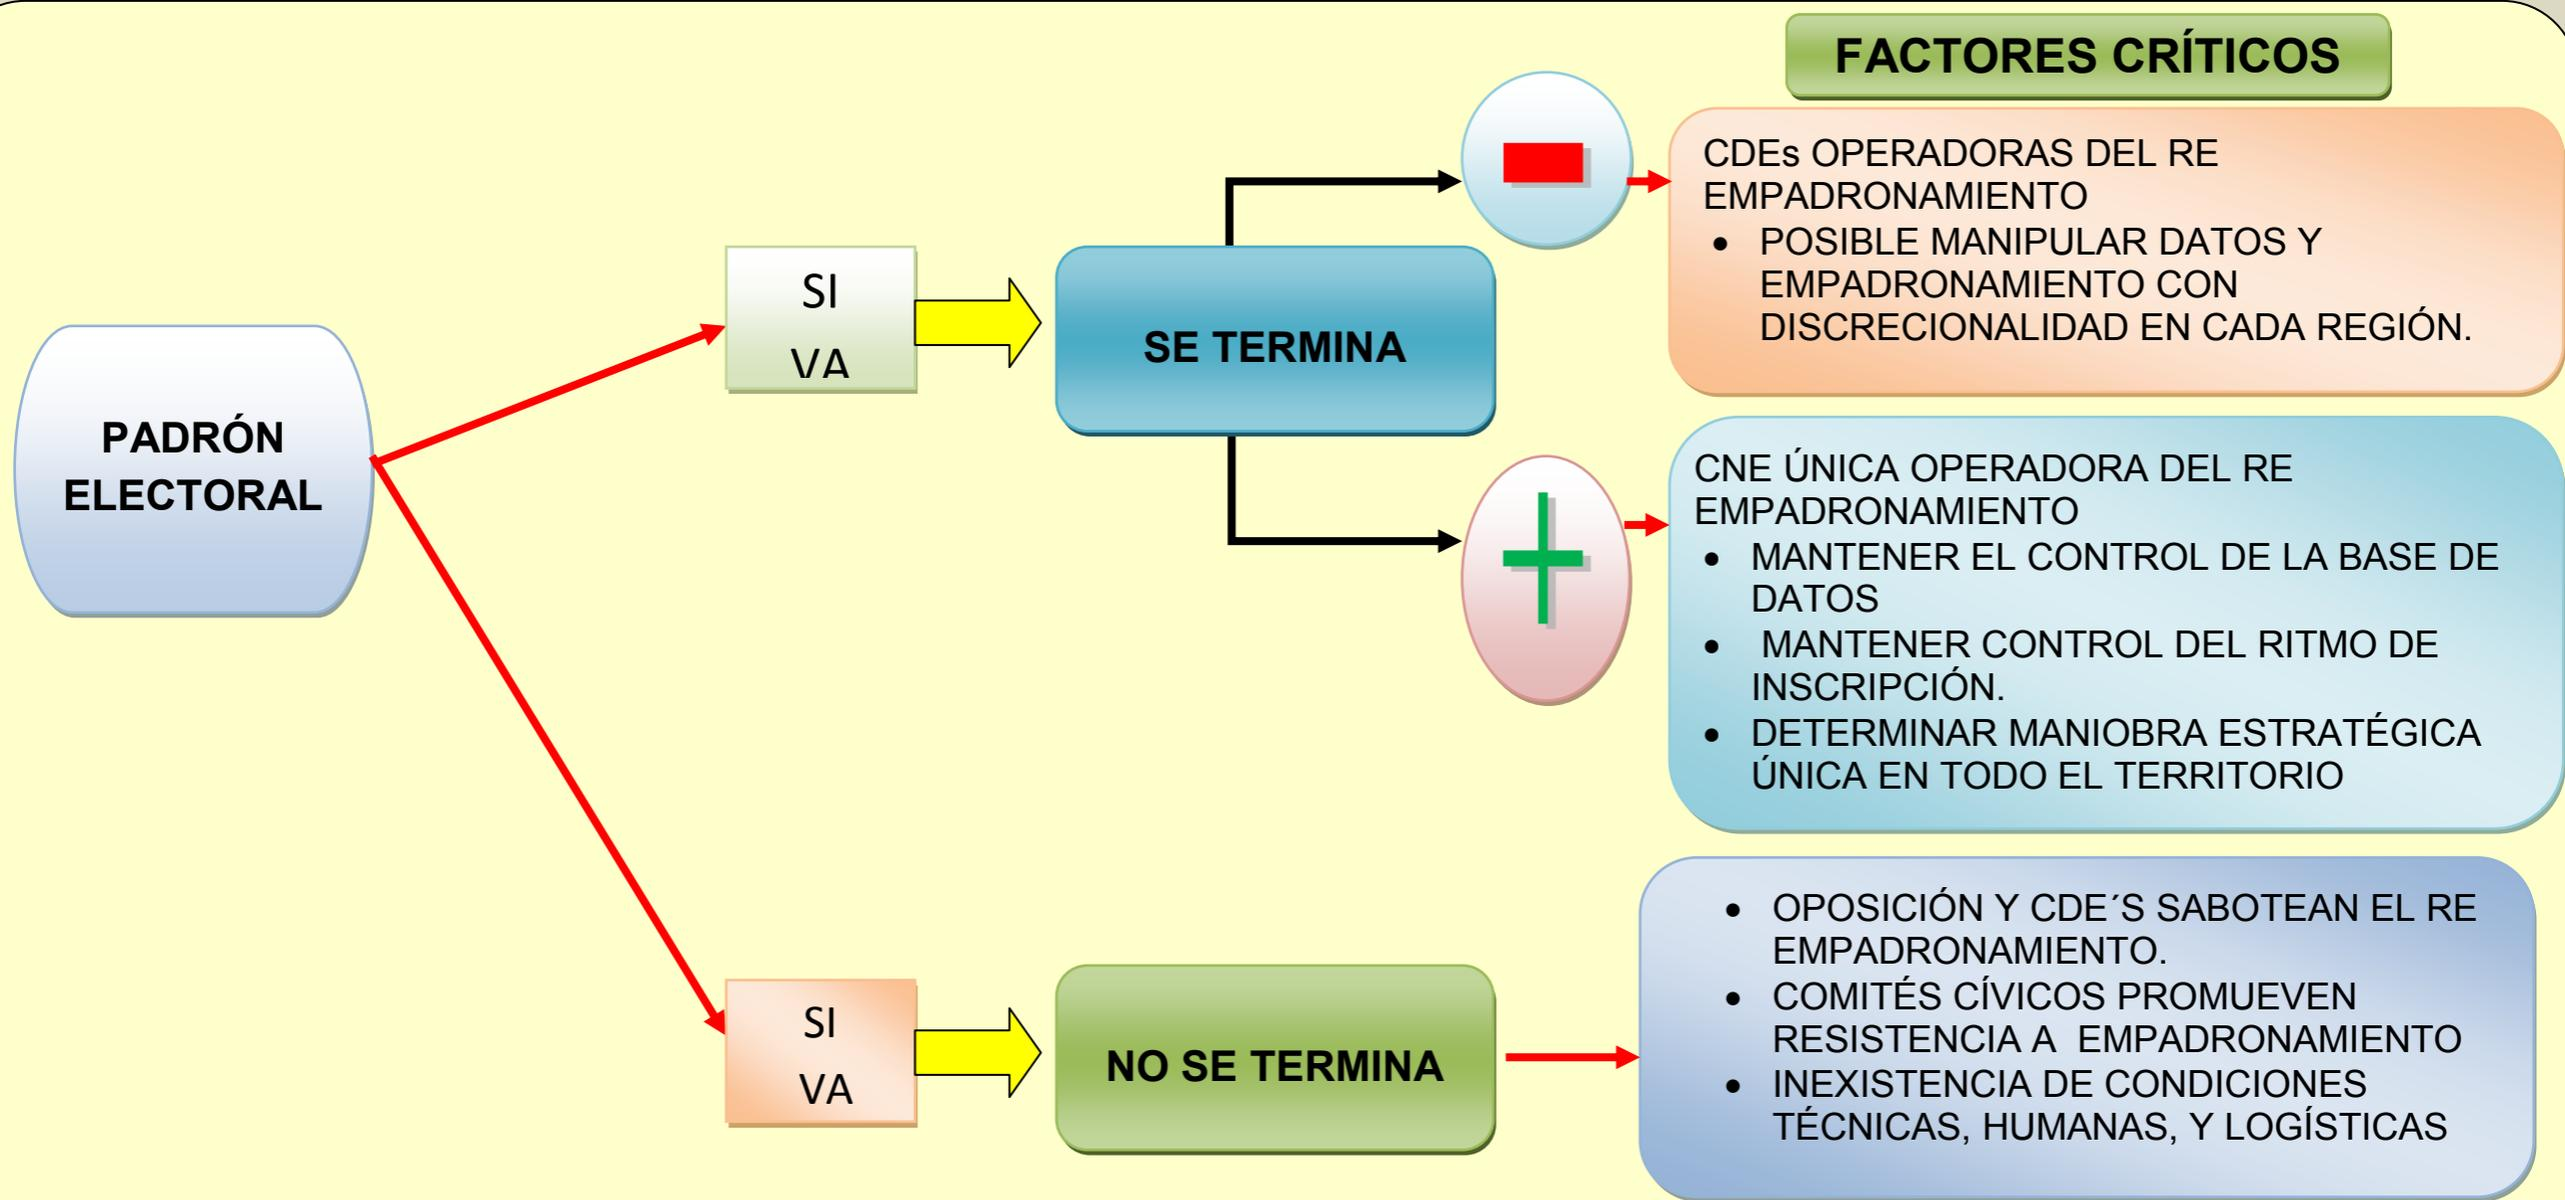 FACTORES CRÍTICOS
PADRÓN
ELECTORAL
SI
VA
SE TERMINA
CDEs OPERADORAS DEL RE
EMPADRONAMIENTO
• POSIBLE MANIPULAR DATOS Y
EMPADRONAMIENTO CON
DISCRECIONALIDAD EN CADA REGIÓN.
CNE ÚNICA OPERADORA DEL RE
EMPADRONAMIENTO
• MANTENER EL CONTROL DE LA BASE DE
DATOS
• MANTENER CONTROL DEL RITMO DE
INSCRIPCIÓN.
• DETERMINAR MANIOBRA ESTRATÉGICA
ÚNICA EN TODO EL TERRITORIO
SI
VA
NO SE TERMINA
• OPOSICIÓN Y CDE´S SABOTEAN EL RE
EMPADRONAMIENTO.
• COMITÉS CÍVICOS PROMUEVEN
RESISTENCIA A EMPADRONAMIENTO
• INEXISTENCIA DE CONDICIONES
TÉCNICAS, HUMANAS, Y LOGÍSTICAS